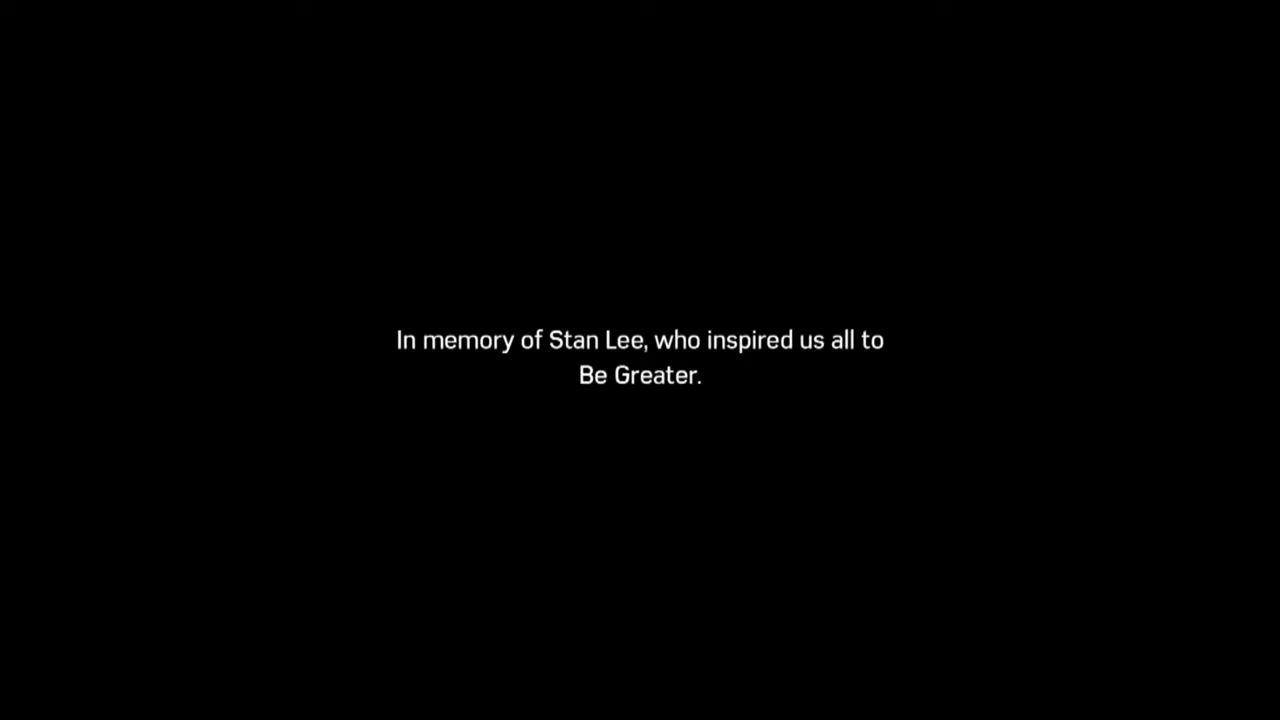 In memory of Stan Lee, who inspired us all to
Be Greater.